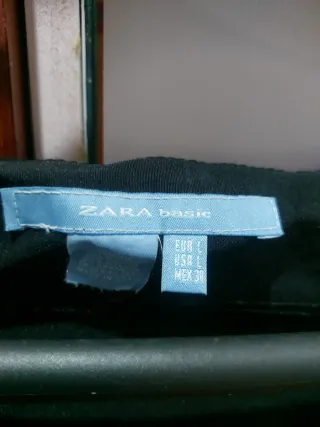 ZARA basic
EUR L
USA L
MEX 30